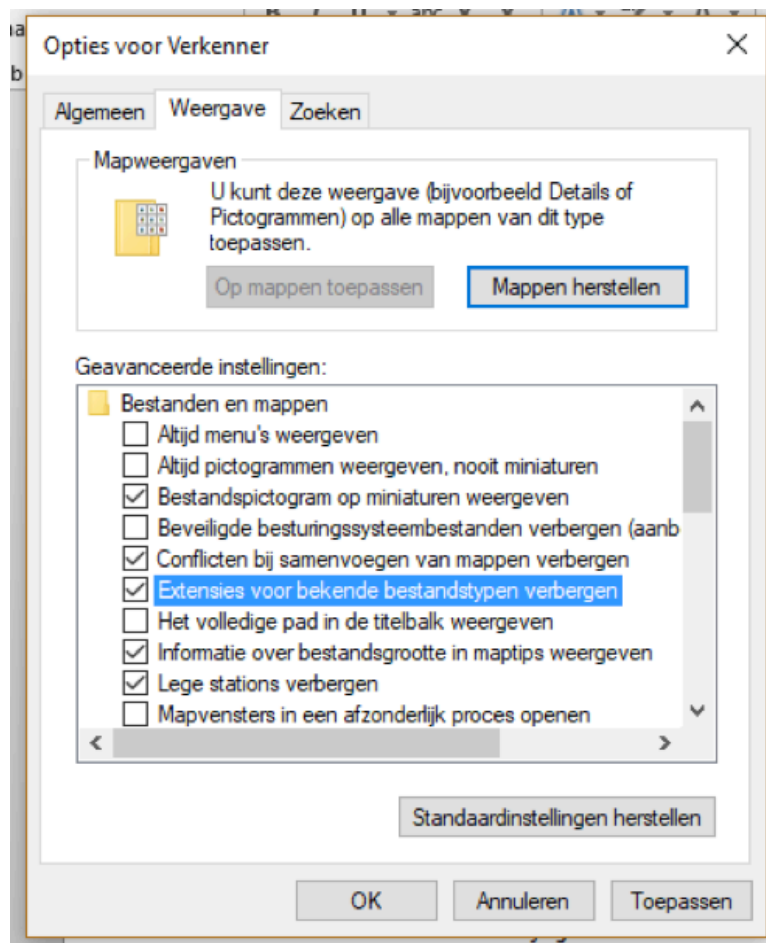 Opties voor Verkenner
Algemeen Weergave Zoeken
Mapweergaven
U kunt deze weergave (bijvoorbeeld Details of
Pictogrammen) op alle mappen van dit type
toepassen.
Op mappen toepassen Mappen herstellen
Geavanceerde instellingen:
Bestanden en mappen
Altijd menu's weergeven
Altijd pictogrammen weergeven, nooit miniaturen
Bestandspictogram op miniaturen weergeven
Beveiligde besturingssysteembestanden verbergen (aanb
Conflicten bij samenvoegen van mappen verbergen
Extensies voor bekende bestandstypen verbergen
Het volledige pad in de titelbalk weergeven
Informatie over bestandsgrootte in maptips weergeven
Lege stations verbergen
Mapvensters in een afzonderlijk proces openen
Standaardinstellingen herstellen
OK Annuleren Toepassen